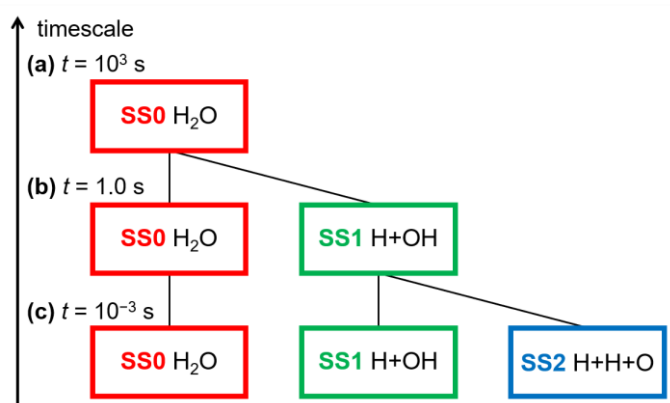 timescale
(a) t = 10³ s
SS0 H₂O
(b) t = 1.0 s
SS0 H₂O
SS1 H+OH
(c) t = 10⁻³ s
SS0 H₂O
SS1 H+OH
SS2 H+H+O